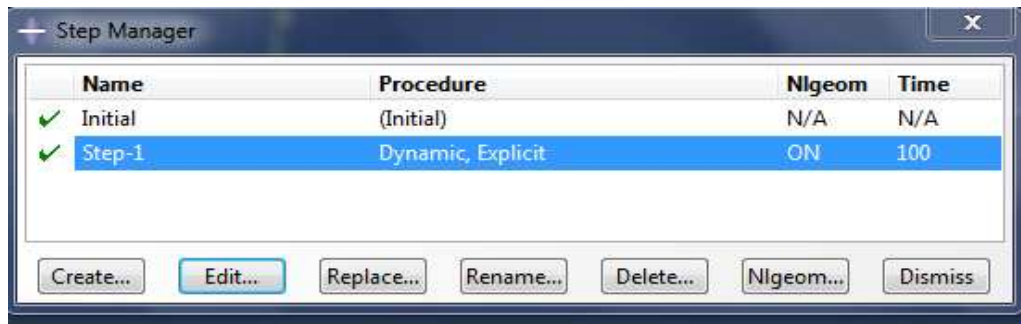 Step Manager
x
Name Procedure Nlgeom Time
Initial (Initial) N/A N/A
Step-1 Dynamic, Explicit ON 100
Create... Edit... Replace... Rename... Delete... Nlgeom... Dismiss